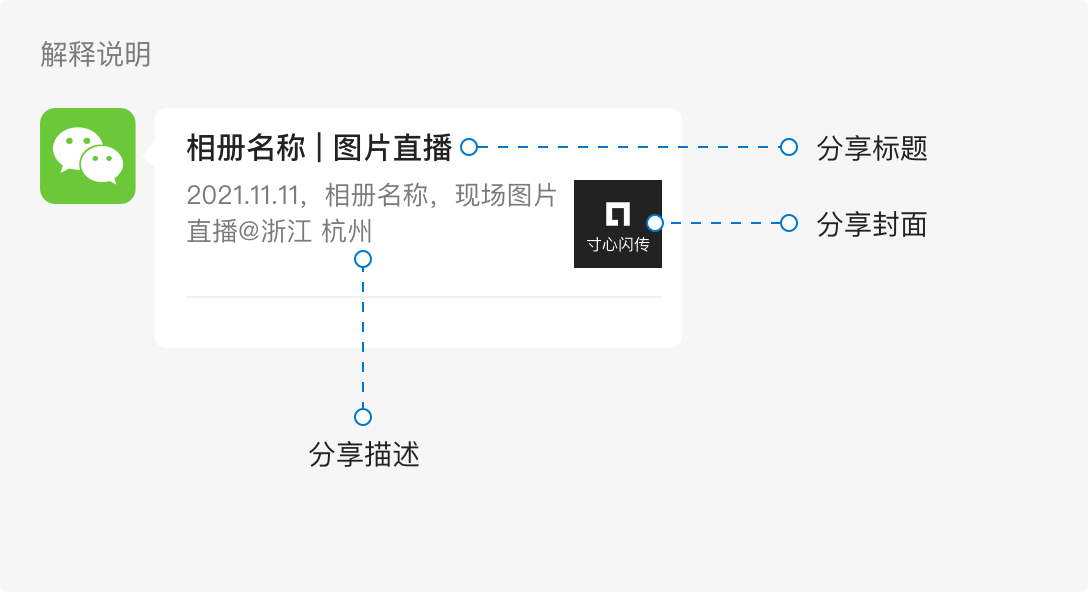 解释说明
相册名称 | 图片直播
分享标题
2021.11.11，相册名称，现场图片
直播@浙江 杭州
寸心闪传
分享封面
分享描述